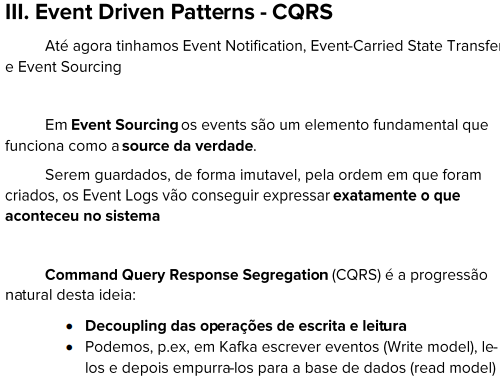 III. Event Driven Patterns - CQRS
Até agora tinhamos Event Notification, Event-Carried State Transfer
e Event Sourcing
Em Event Sourcing os events são um elemento fundamental que
funciona como a source da verdade.
Serem guardados, de forma imutavel, pela ordem em que foram
criados, os Event Logs vão conseguir expressar exatamente o que
aconteceu no sistema
Command Query Response Segregation (CQRS) é a progressão
natural desta ideia:
• Decoupling das operações de escrita e leitura
• Podemos, p.ex, em Kafka escrever eventos (Write model), le-
los e depois empurra-los para a base de dados (read model)